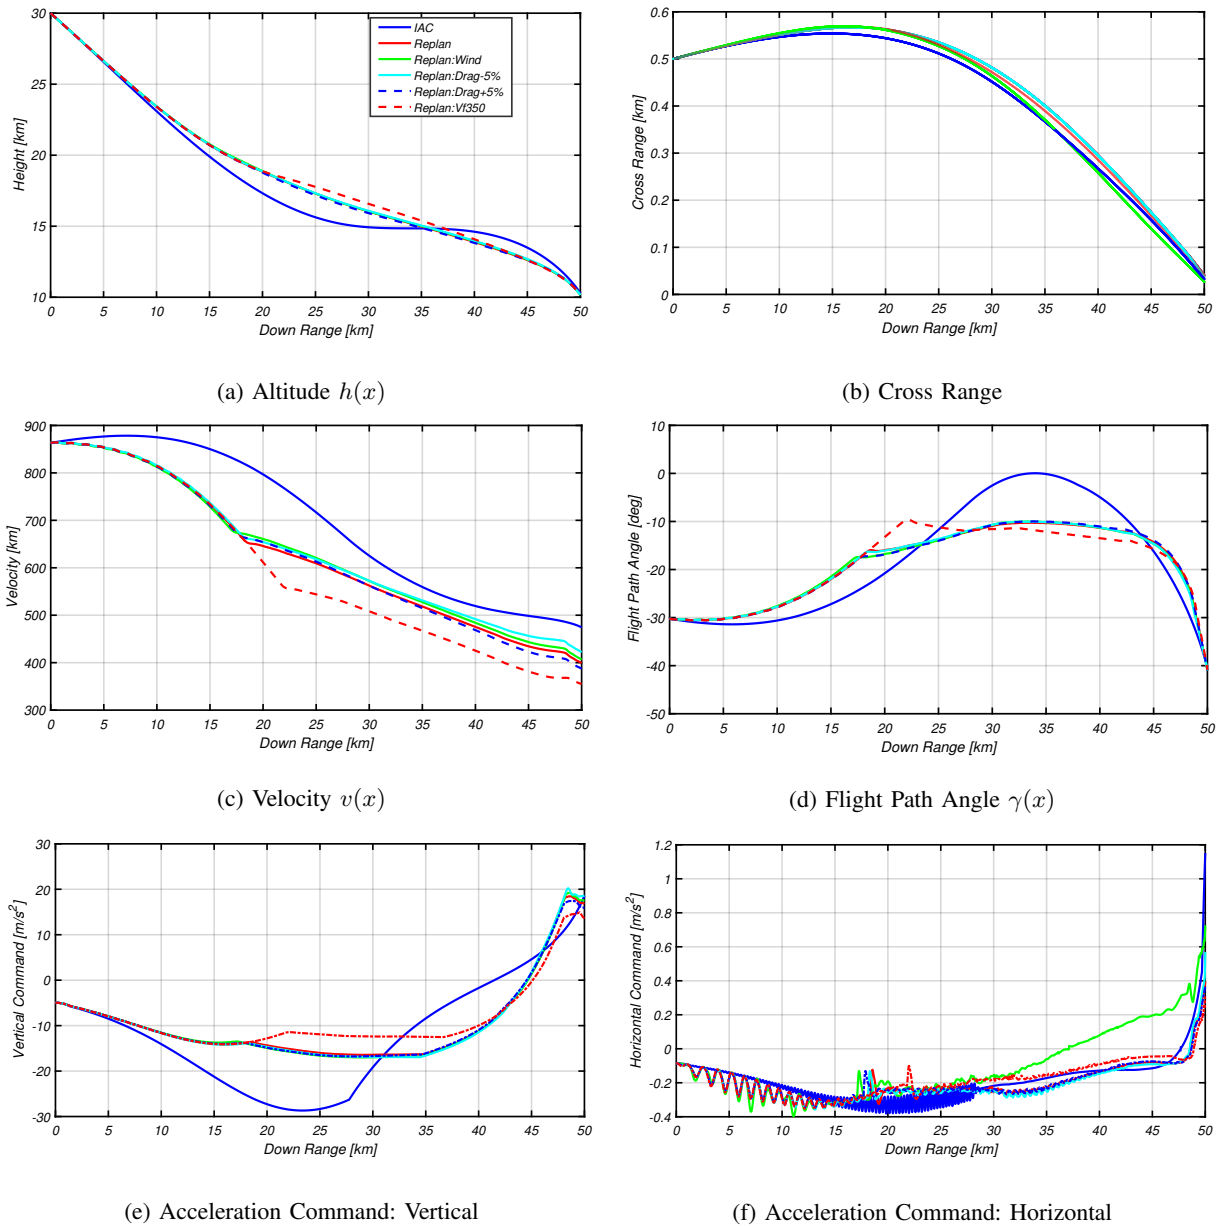 30
25
20
15
10
Height [km]
0 5 10 15 20 25 30 35 40 45 50
Down Range [km]
IAC
Replan
Replan:Wind
Replan:Drag-5%
Replan:Drag+5%
Replan:Vf350
(a) Altitude h(x)
0.6
0.5
0.4
0.3
0.2
0.1
0
Cross Range [km]
0 5 10 15 20 25 30 35 40 45 50
Down Range [km]
(b) Cross Range
900
800
700
600
500
400
300
Velocity [km]
0 5 10 15 20 25 30 35 40 45 50
Down Range [km]
(c) Velocity v(x)
10
0
-10
-20
-30
-40
-50
Flight Path Angle [deg]
0 5 10 15 20 25 30 35 40 45 50
Down Range [km]
(d) Flight Path Angle γ(x)
30
20
10
0
-10
-20
-30
Vertical Command [m/s²]
0 5 10 15 20 25 30 35 40 45 50
Down Range [km]
(e) Acceleration Command: Vertical
1.2
1
0.8
0.6
0.4
0.2
0
-0.2
-0.4
Horizontal Command [m/s²]
0 5 10 15 20 25 30 35 40 45 50
Down Range [km]
(f) Acceleration Command: Horizontal